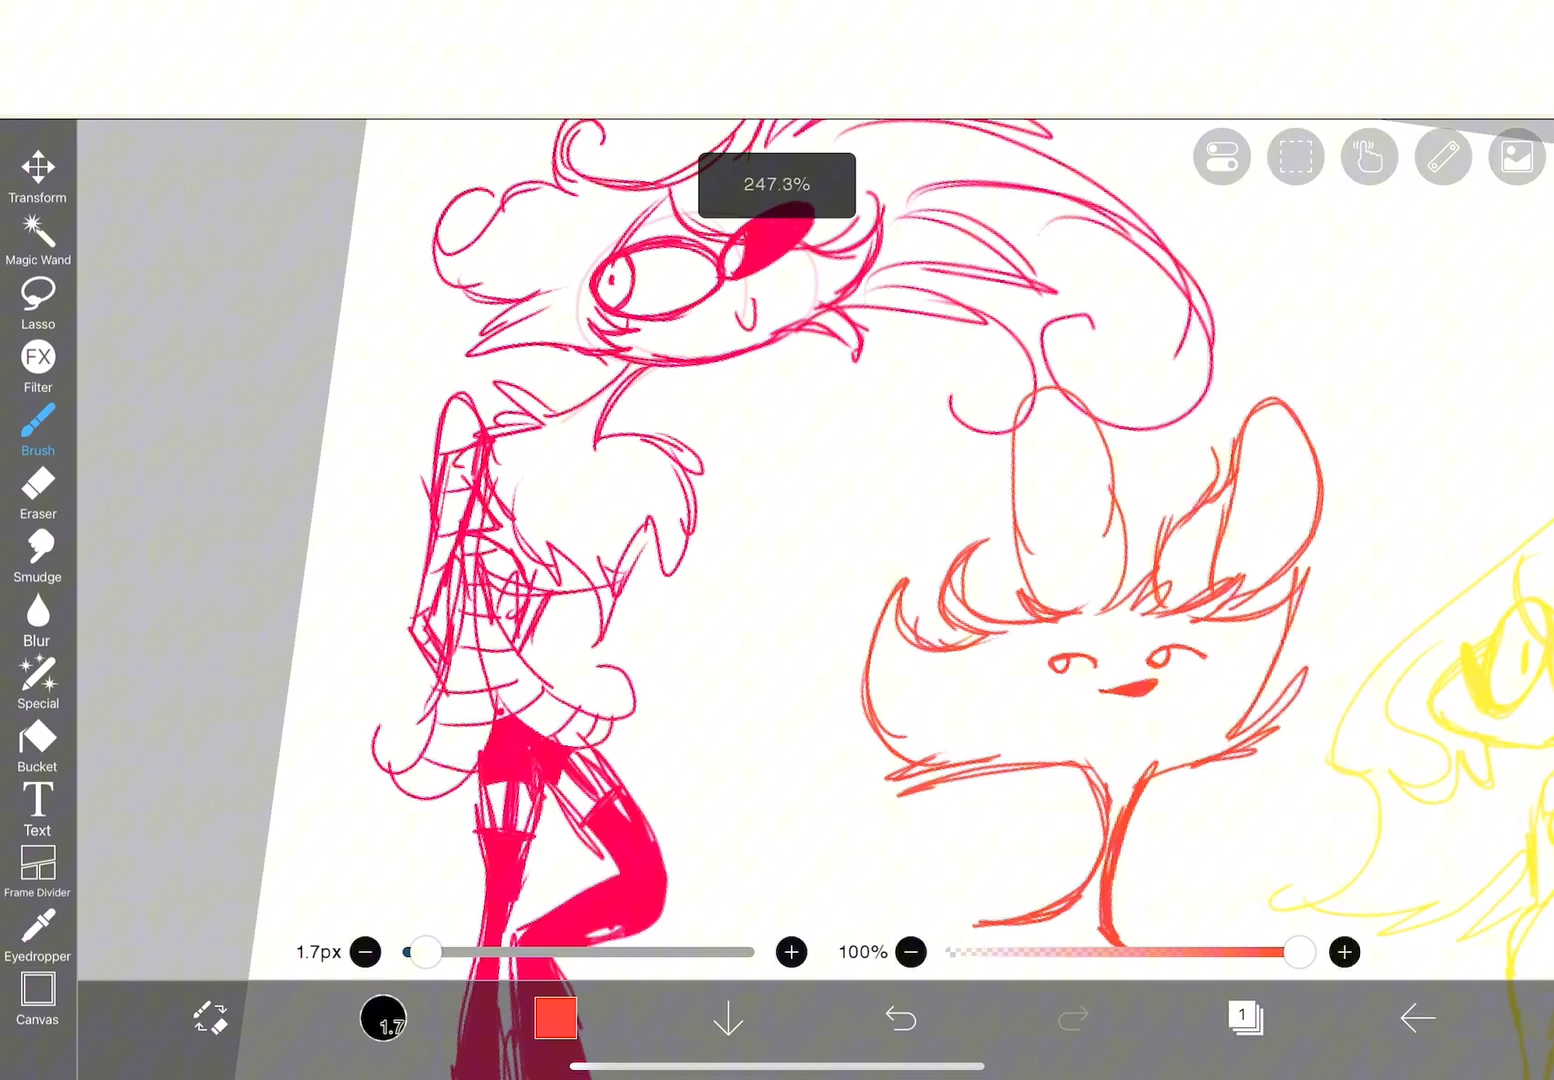 247.3%
Transform
Magic Wand
Lasso
FX
Filter
Brush
Eraser
Smudge
Blur
Special
Bucket
T
Text
Frame Divider
Eyedropper
Canvas
1.7px
100%
1.7
1